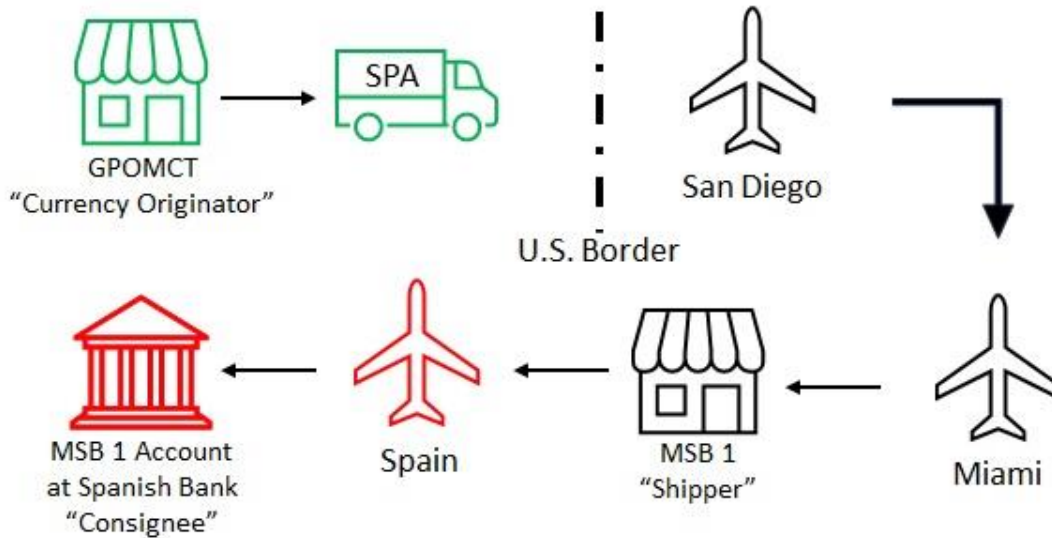 SPA
GPOMCT
“Currency Originator”
San Diego
U.S. Border
Miami
MSB 1
“Shipper”
Spain
MSB 1 Account
at Spanish Bank
“Consignee”